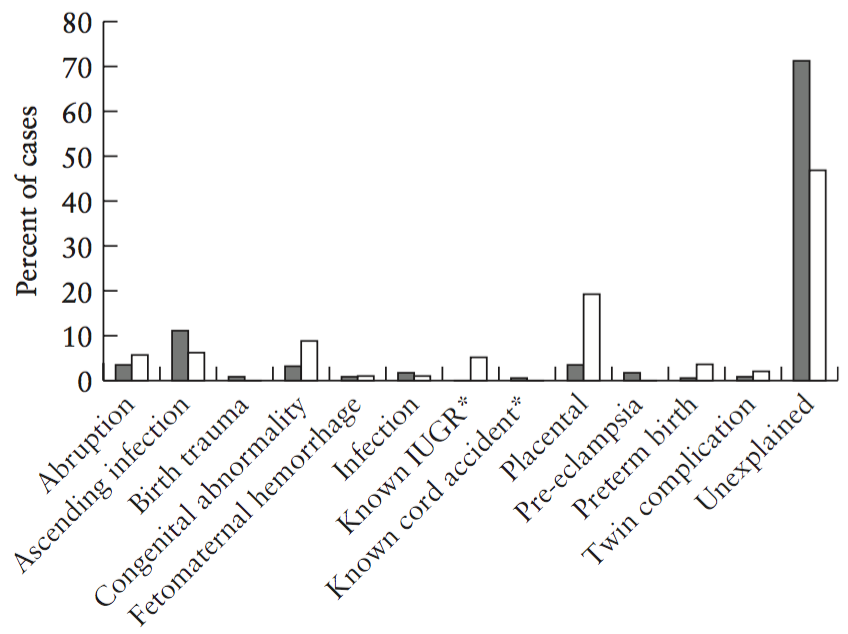 80
70
60
50
40
30
20
10
0
Percent of cases
Abruption
Ascending infection
Birth trauma
Congenital abnormality
Fetomaternal hemorrhage
Infection
Known IUGR*
Known cord accident*
Placental
Pre-eclampsia
Preterm birth
Twin complication
Unexplained